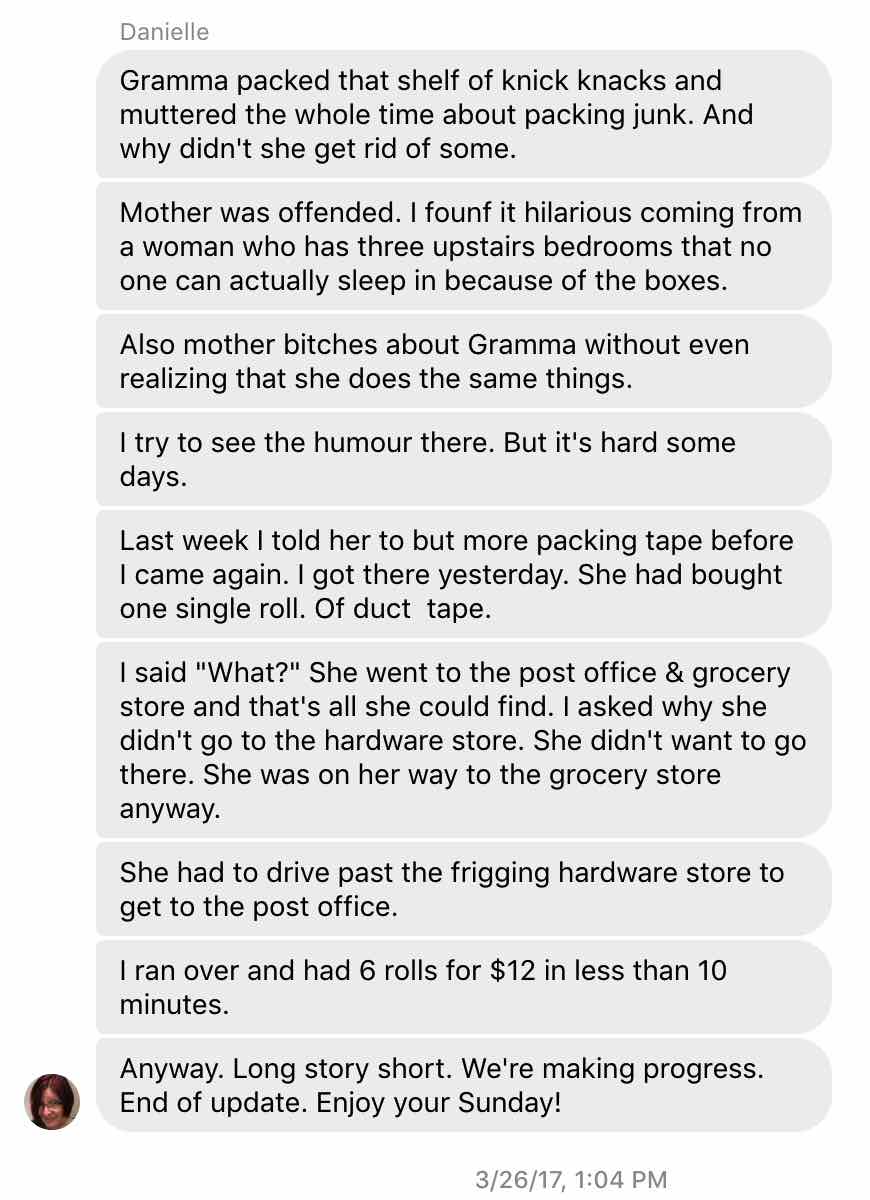 Danielle
Gramma packed that shelf of knick knacks and
muttered the whole time about packing junk. And
why didn't she get rid of some.
Mother was offended. I founf it hilarious coming from
a woman who has three upstairs bedrooms that no
one can actually sleep in because of the boxes.
Also mother bitches about Gramma without even
realizing that she does the same things.
I try to see the humour there. But it's hard some
days.
Last week I told her to but more packing tape before
I came again. I got there yesterday. She had bought
one single roll. Of duct  tape.
I said "What?" She went to the post office & grocery
store and that's all she could find. I asked why she
didn't go to the hardware store. She didn't want to go
there. She was on her way to the grocery store
anyway.
She had to drive past the frigging hardware store to
get to the post office.
I ran over and had 6 rolls for $12 in less than 10
minutes.
Anyway. Long story short. We're making progress.
End of update. Enjoy your Sunday!
3/26/17, 1:04 PM